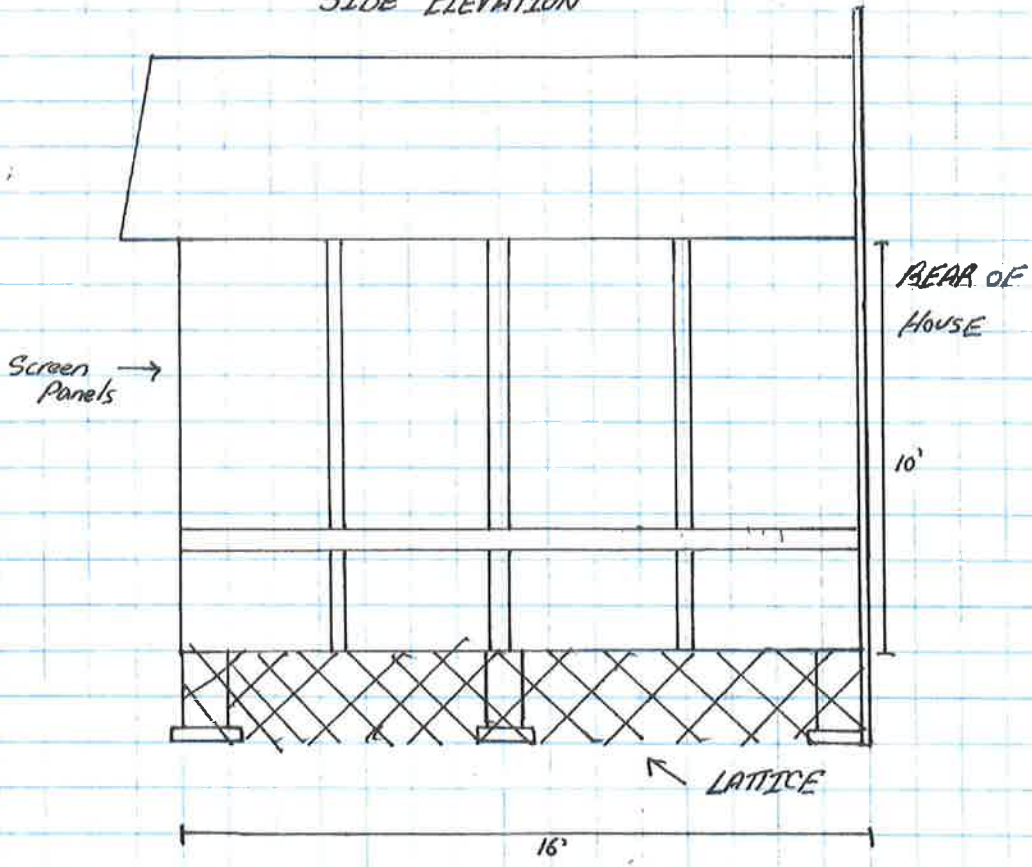 SIDE ELEVATION
REAR OF
HOUSE
Screen →
Panels
10'
← LATTICE
16'